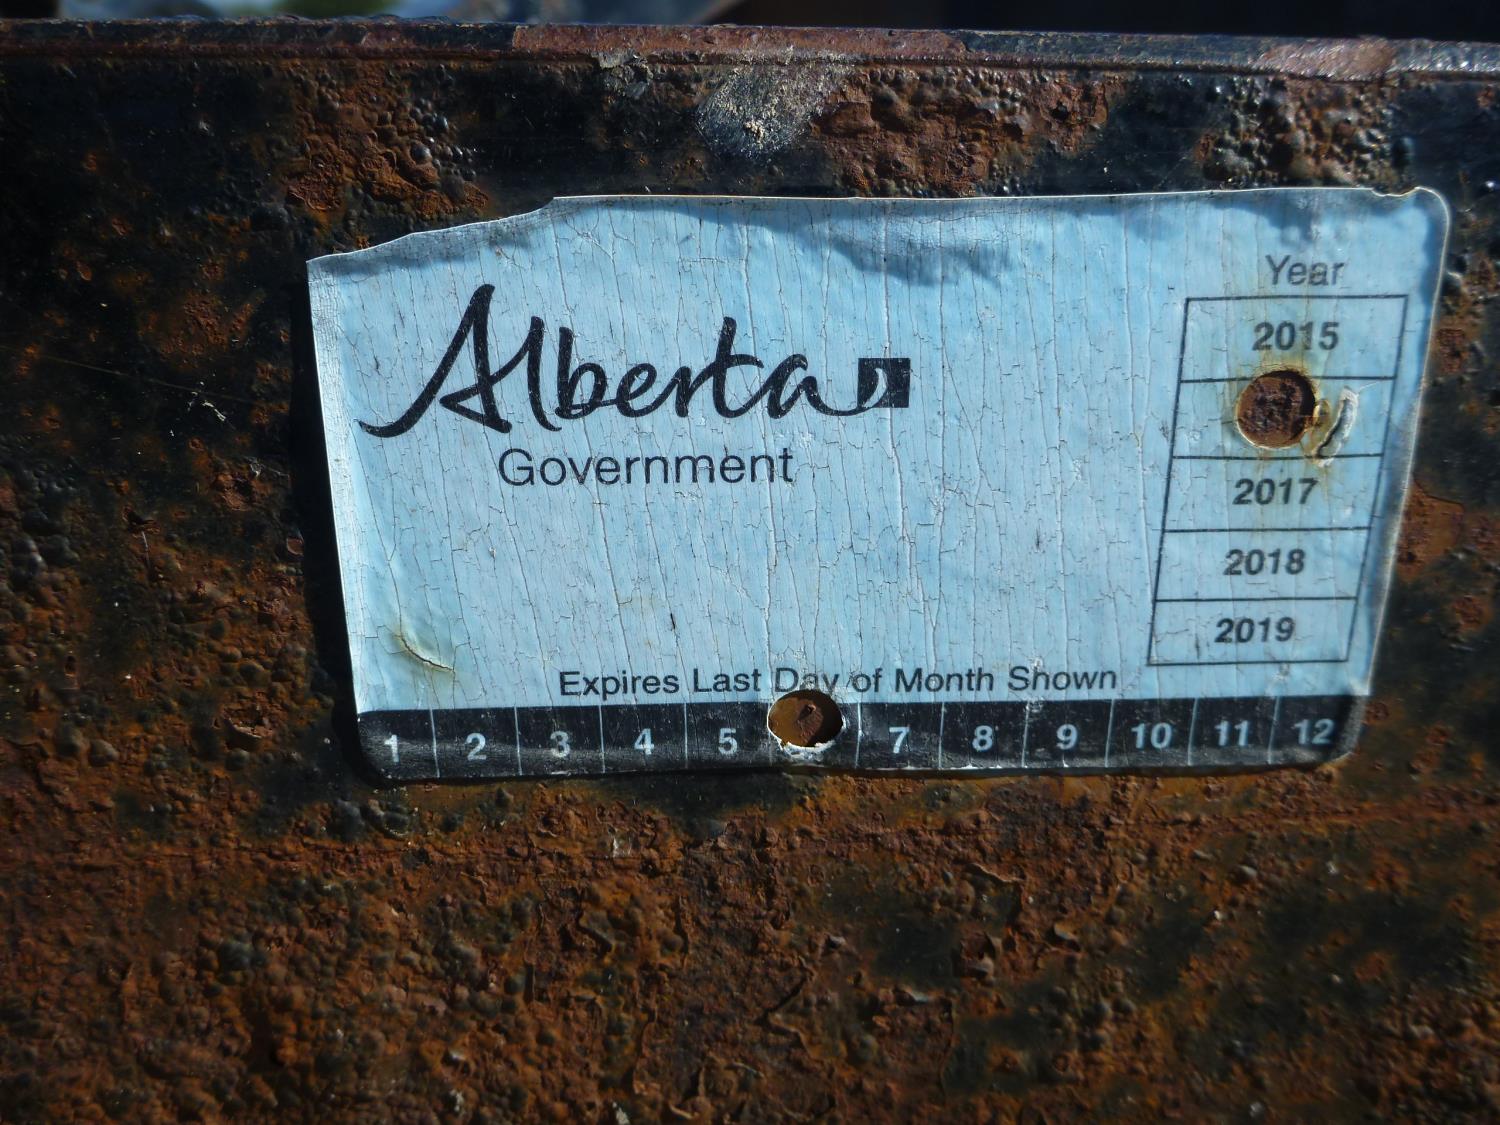 Alberta
Government
Year
2015
2017
2018
2019
Expires Last Day of Month Shown
1 2 3 4 5 7 8 9 10 11 12